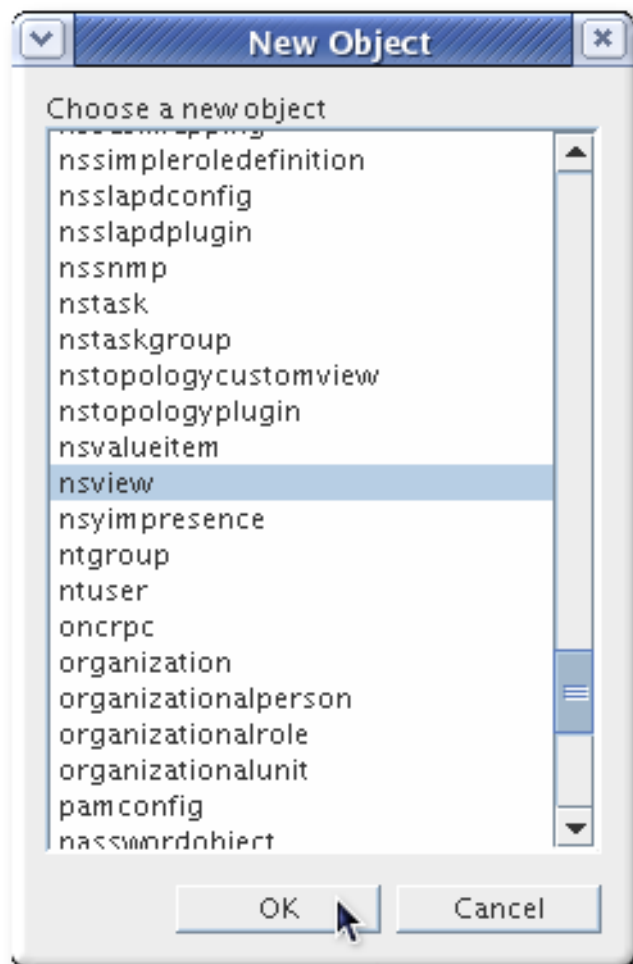 New Object
Choose a new object
nssimpleroledefinition
nsslapdconfig
nsslapdplugin
nssnmp
nstask
nstaskgroup
nstopologycustomview
nstopologyplugin
nsvalueitem
nsview
nsyimpresence
ntgroup
ntuser
oncrpc
organization
organizationalperson
organizationalrole
organizationalunit
pamconfig
passwordobject
OK
Cancel